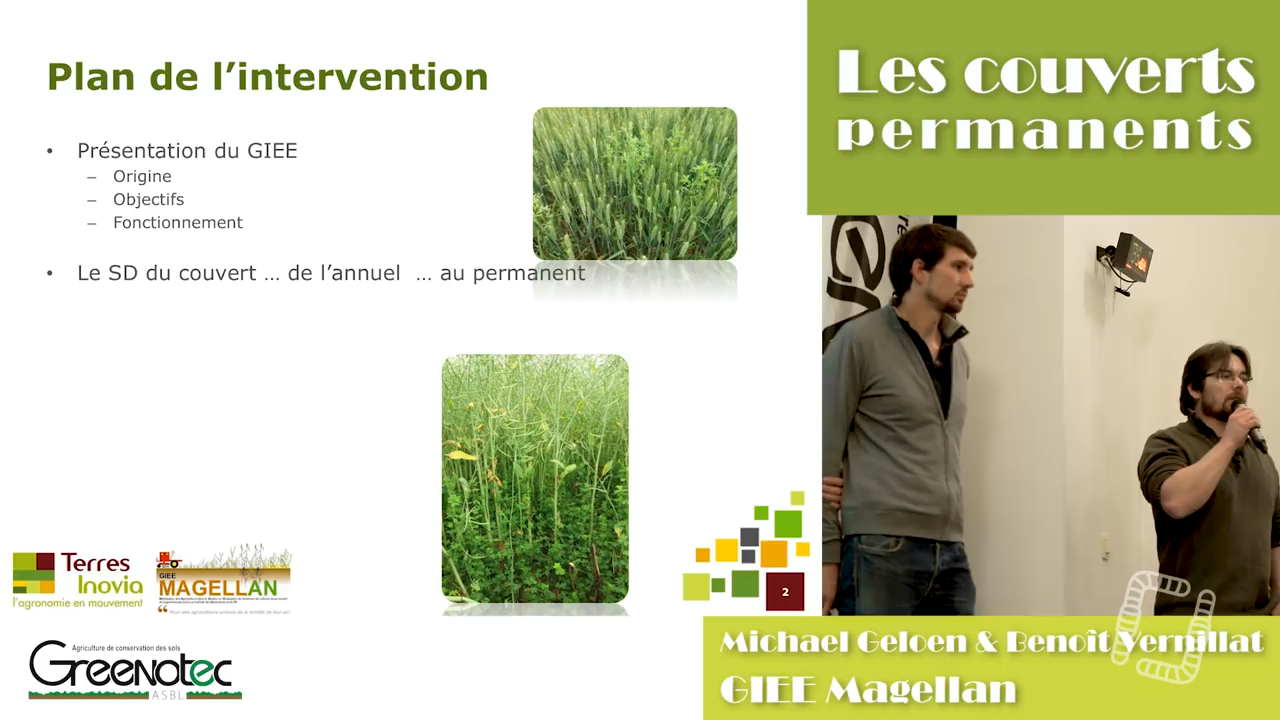 Plan de l’intervention
• Présentation du GIEE
– Origine
– Objectifs
– Fonctionnement
• Le SD du couvert … de l’annuel … au permanent
Terres
Inovia
l’agronomie en mouvement
GIEE
MAGELLAN
2
Agriculture de conservation des sols
Greenotec
ASBL
Les couverts
permanents
Michael Geloen & Benoît Vernillat
GIEE Magellan